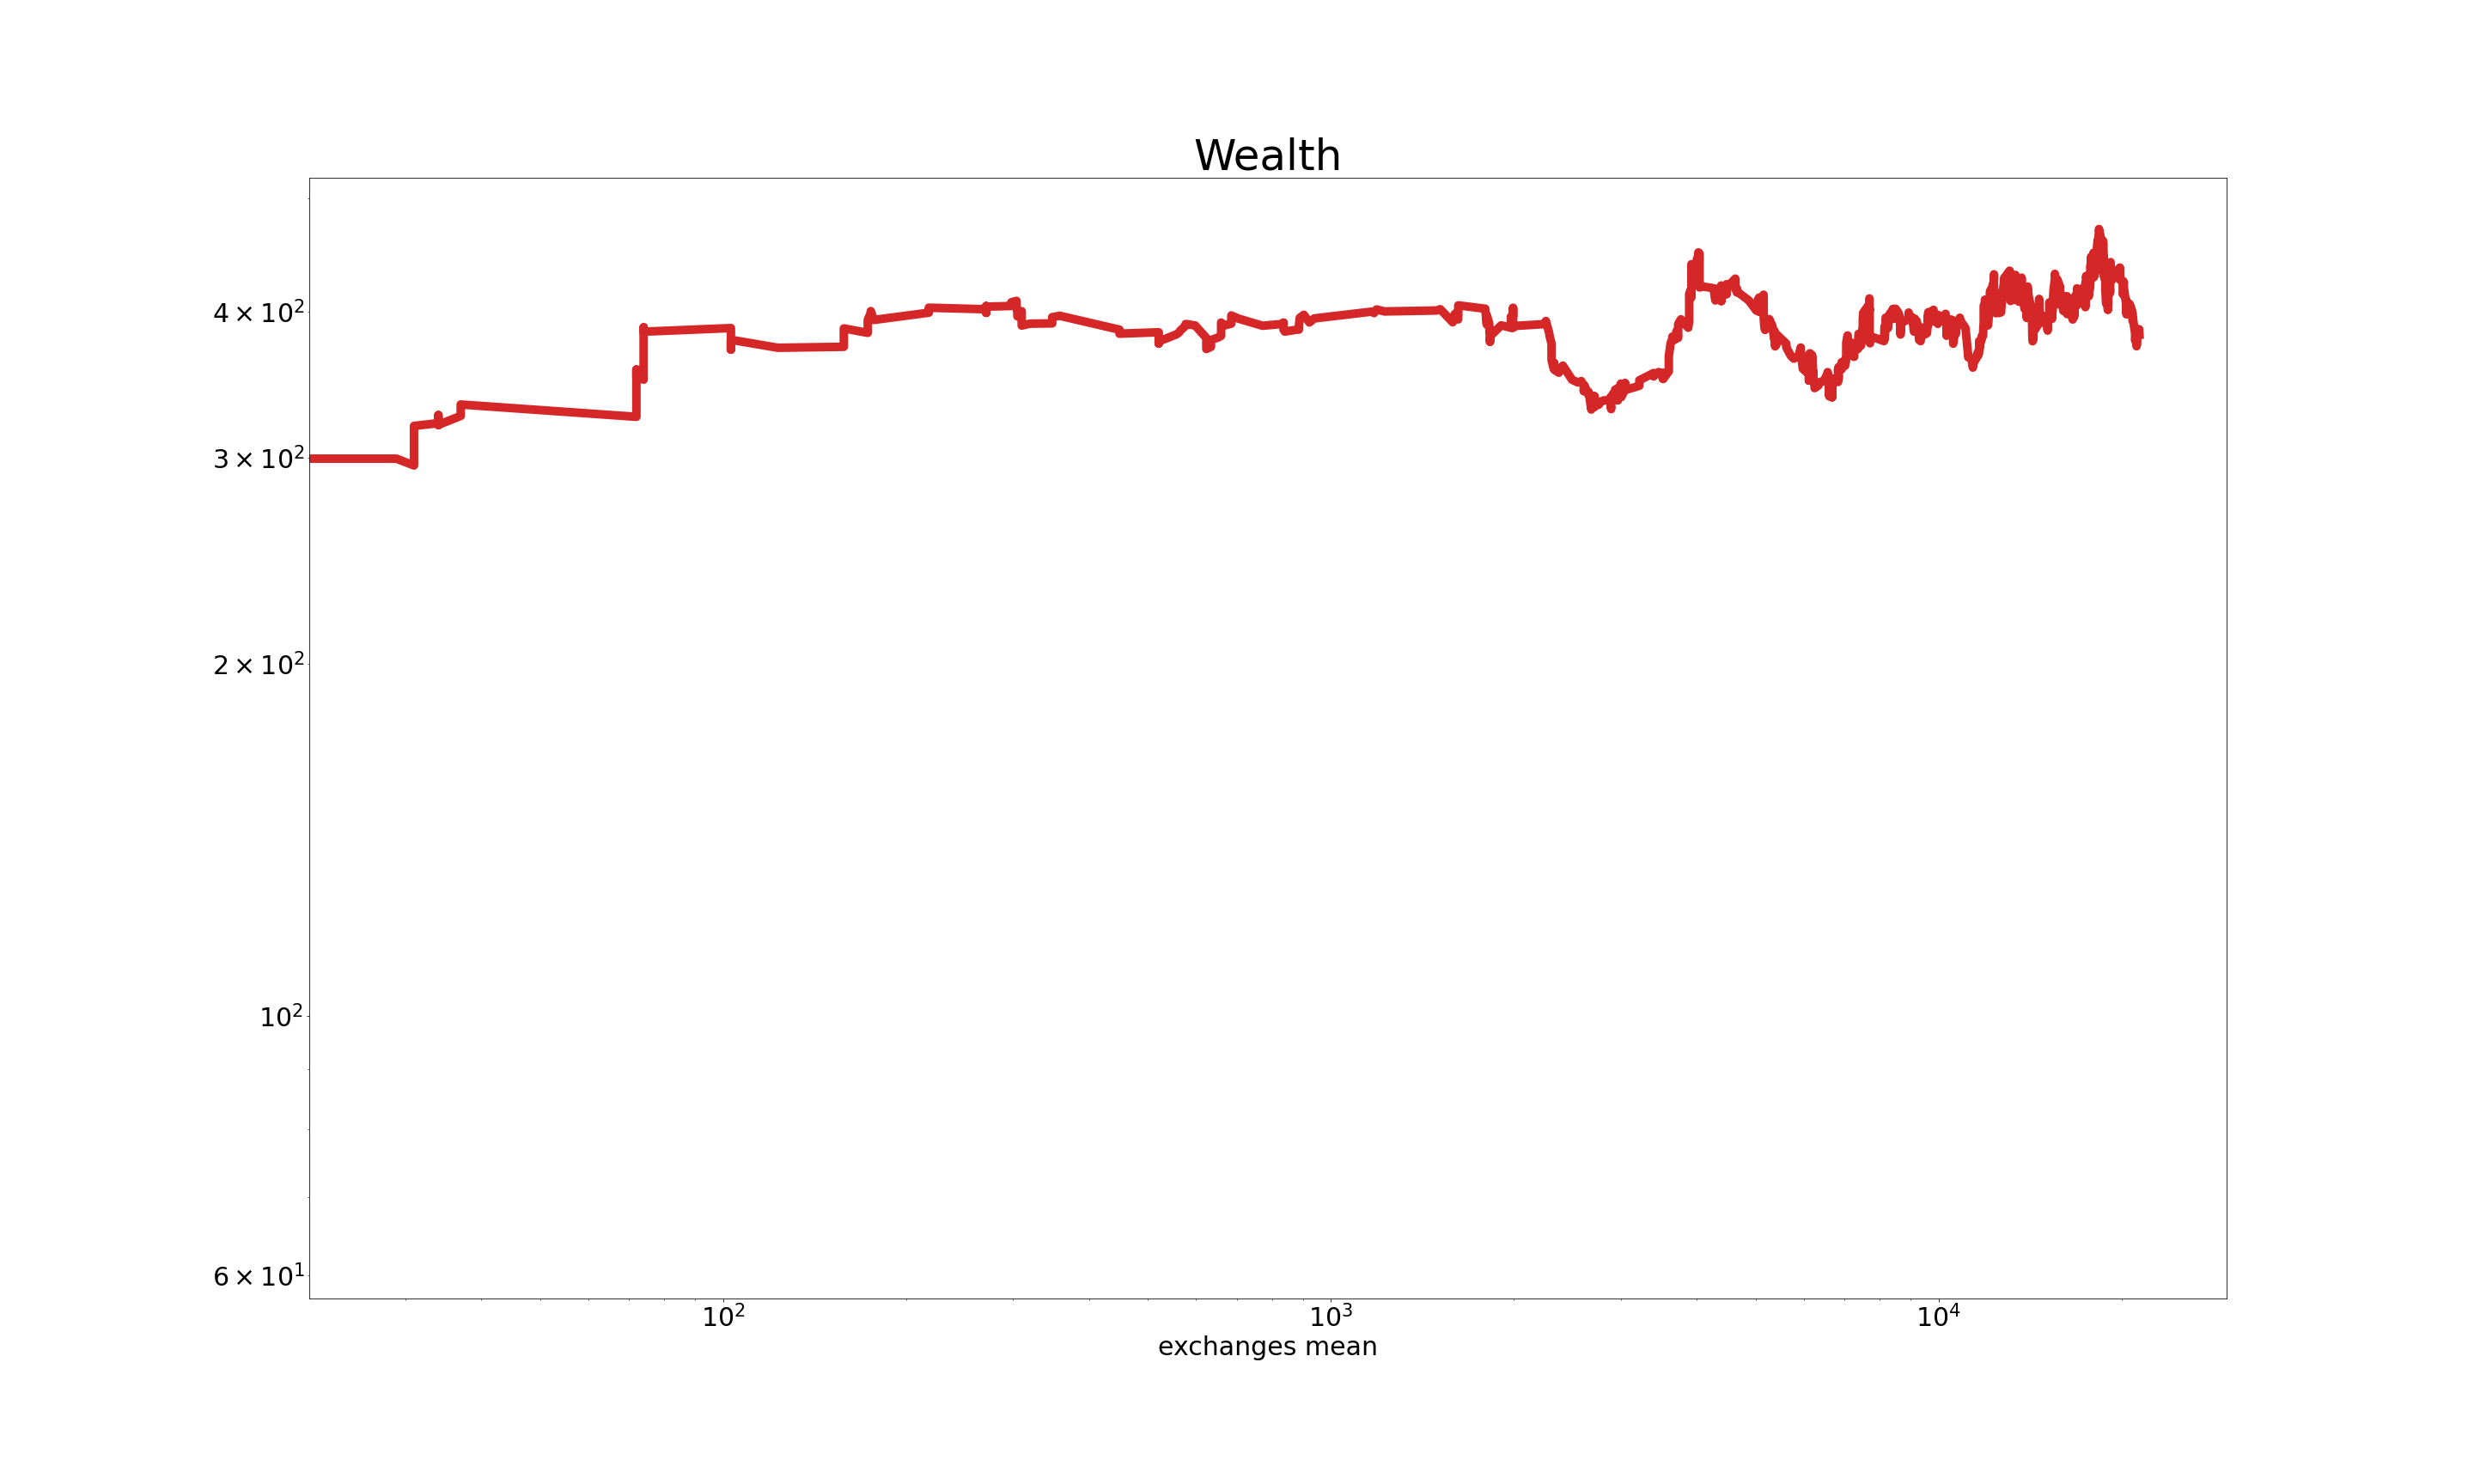 Wealth
4 × 10²
3 × 10²
2 × 10²
10²
6 × 10¹
10² 10³ 10⁴
exchanges mean